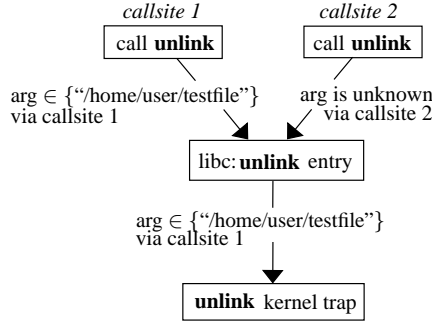 callsite 1
callsite 2
call unlink
call unlink
arg ∈ {“/home/user/testfile”}
via callsite 1
arg is unknown
via callsite 2
libc: unlink entry
arg ∈ {“/home/user/testfile”}
via callsite 1
unlink kernel trap